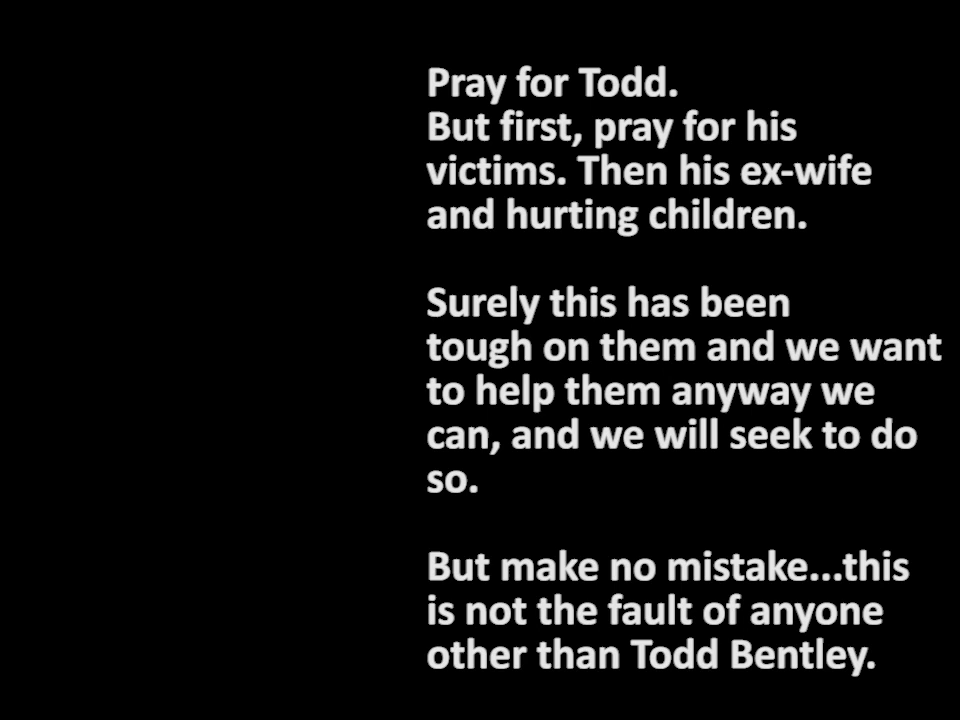 Pray for Todd.
But first, pray for his
victims. Then his ex-wife
and hurting children.
Surely this has been
tough on them and we want
to help them anyway we
can, and we will seek to do
so.
But make no mistake...this
is not the fault of anyone
other than Todd Bentley.